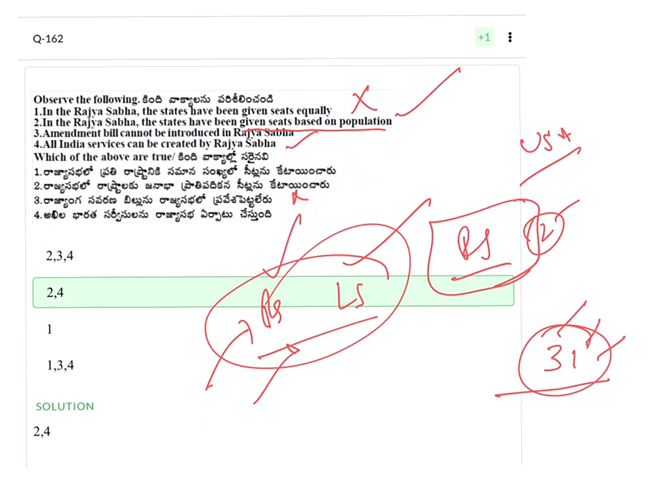 Q-162
+1
Observe the following. కింది వాక్యాలను పరిశీలించండి
1.In the Rajya Sabha, the states have been given seats equally
2.In the Rajya Sabha, the states have been given seats based on population
3.Amendment bill cannot be introduced in Rajya Sabha
4.All India services can be created by Rajya Sabha
Which of the above are true/ కింది వాక్యాల్లో సరైనవి
1.రాజ్యసభలో ప్రతి రాష్ట్రానికి సమాన సంఖ్యలో సీట్లను కేటాయించారు
2.రాజ్యసభలో రాష్ట్రాలకు జనాభా ప్రాతిపదికన సీట్లను కేటాయించారు
3.రాజ్యాంగ సవరణ బిల్లును రాజ్యసభలో ప్రవేశపెట్టలేరు
4.అఖిల భారత సర్వీసులను రాజ్యసభ ఏర్పాటు చేస్తుంది
USA
2,3,4
RS 12
2,4
RS LS
1
31
1,3,4
SOLUTION
2,4